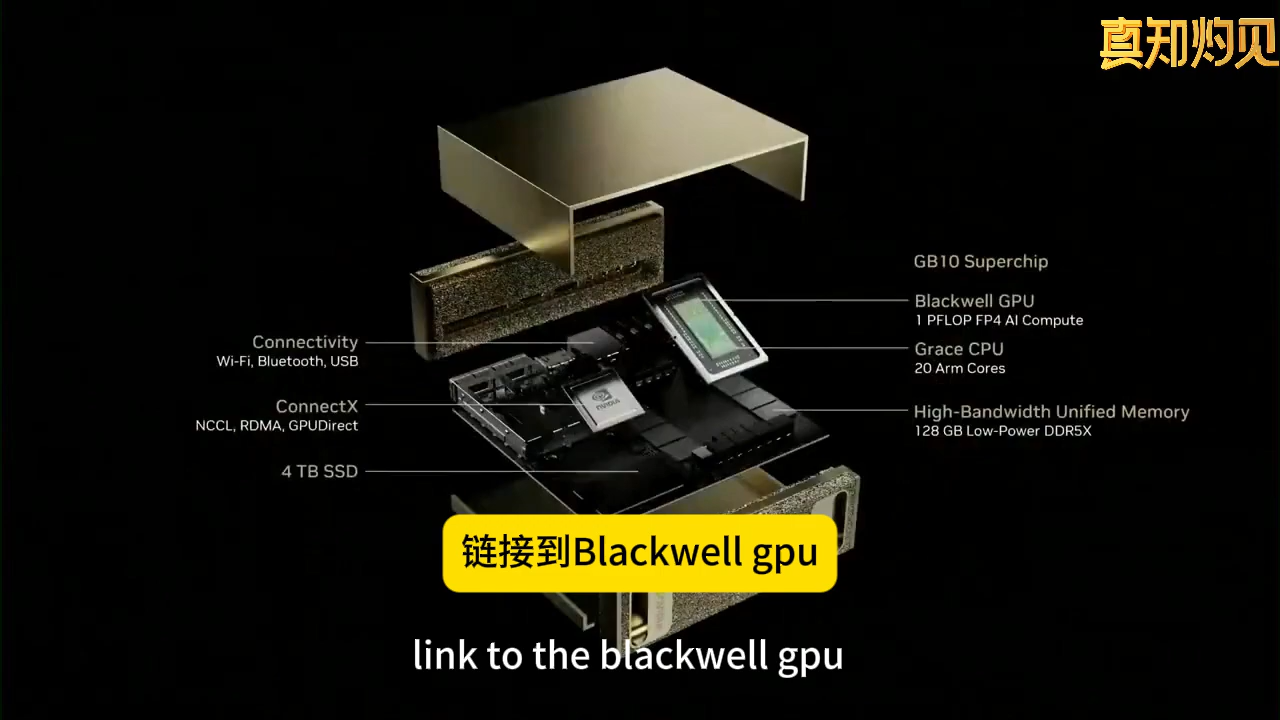 真知灼见
GB10 Superchip
Blackwell GPU
1 PFLOP FP4 AI Compute
Grace CPU
20 Arm Cores
High-Bandwidth Unified Memory
128 GB Low-Power DDR5X
Connectivity
Wi-Fi, Bluetooth, USB
ConnectX
NCCL, RDMA, GPUDirect
4 TB SSD
NVIDIA
链接到Blackwell gpu
link to the blackwell gpu